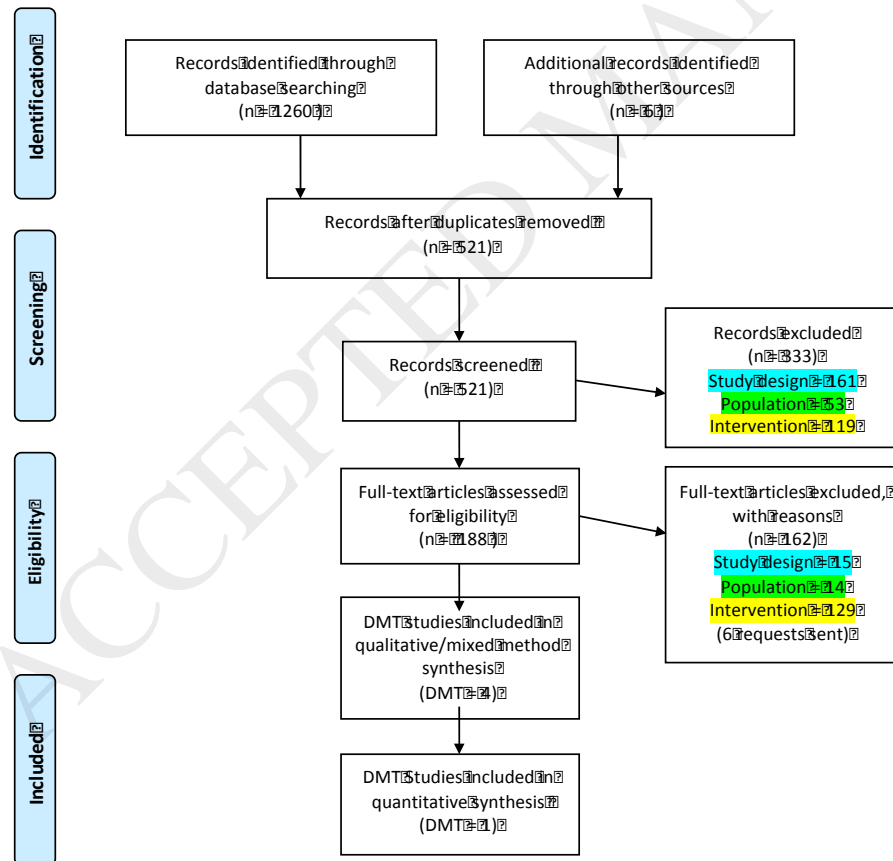 Identification
Records identified through
database searching
(n = 1260)
Additional records identified
through other sources
(n = 6)
Records after duplicates removed
(n = 521)
Screening
Records screened
(n = 521)
Records excluded
(n = 333)
Study design = 161
Population = 53
Intervention = 119
Eligibility
Full-text articles assessed
for eligibility
(n = 188)
Full-text articles excluded,
with reasons
(n = 162)
Study design = 15
Population = 14
Intervention = 129
(6 requests sent)
Included
DMT studies included in
qualitative/mixed method
synthesis
(DMT = 4)
DMT Studies included in
quantitative synthesis
(DMT = 1)
ACCEPTED MAN